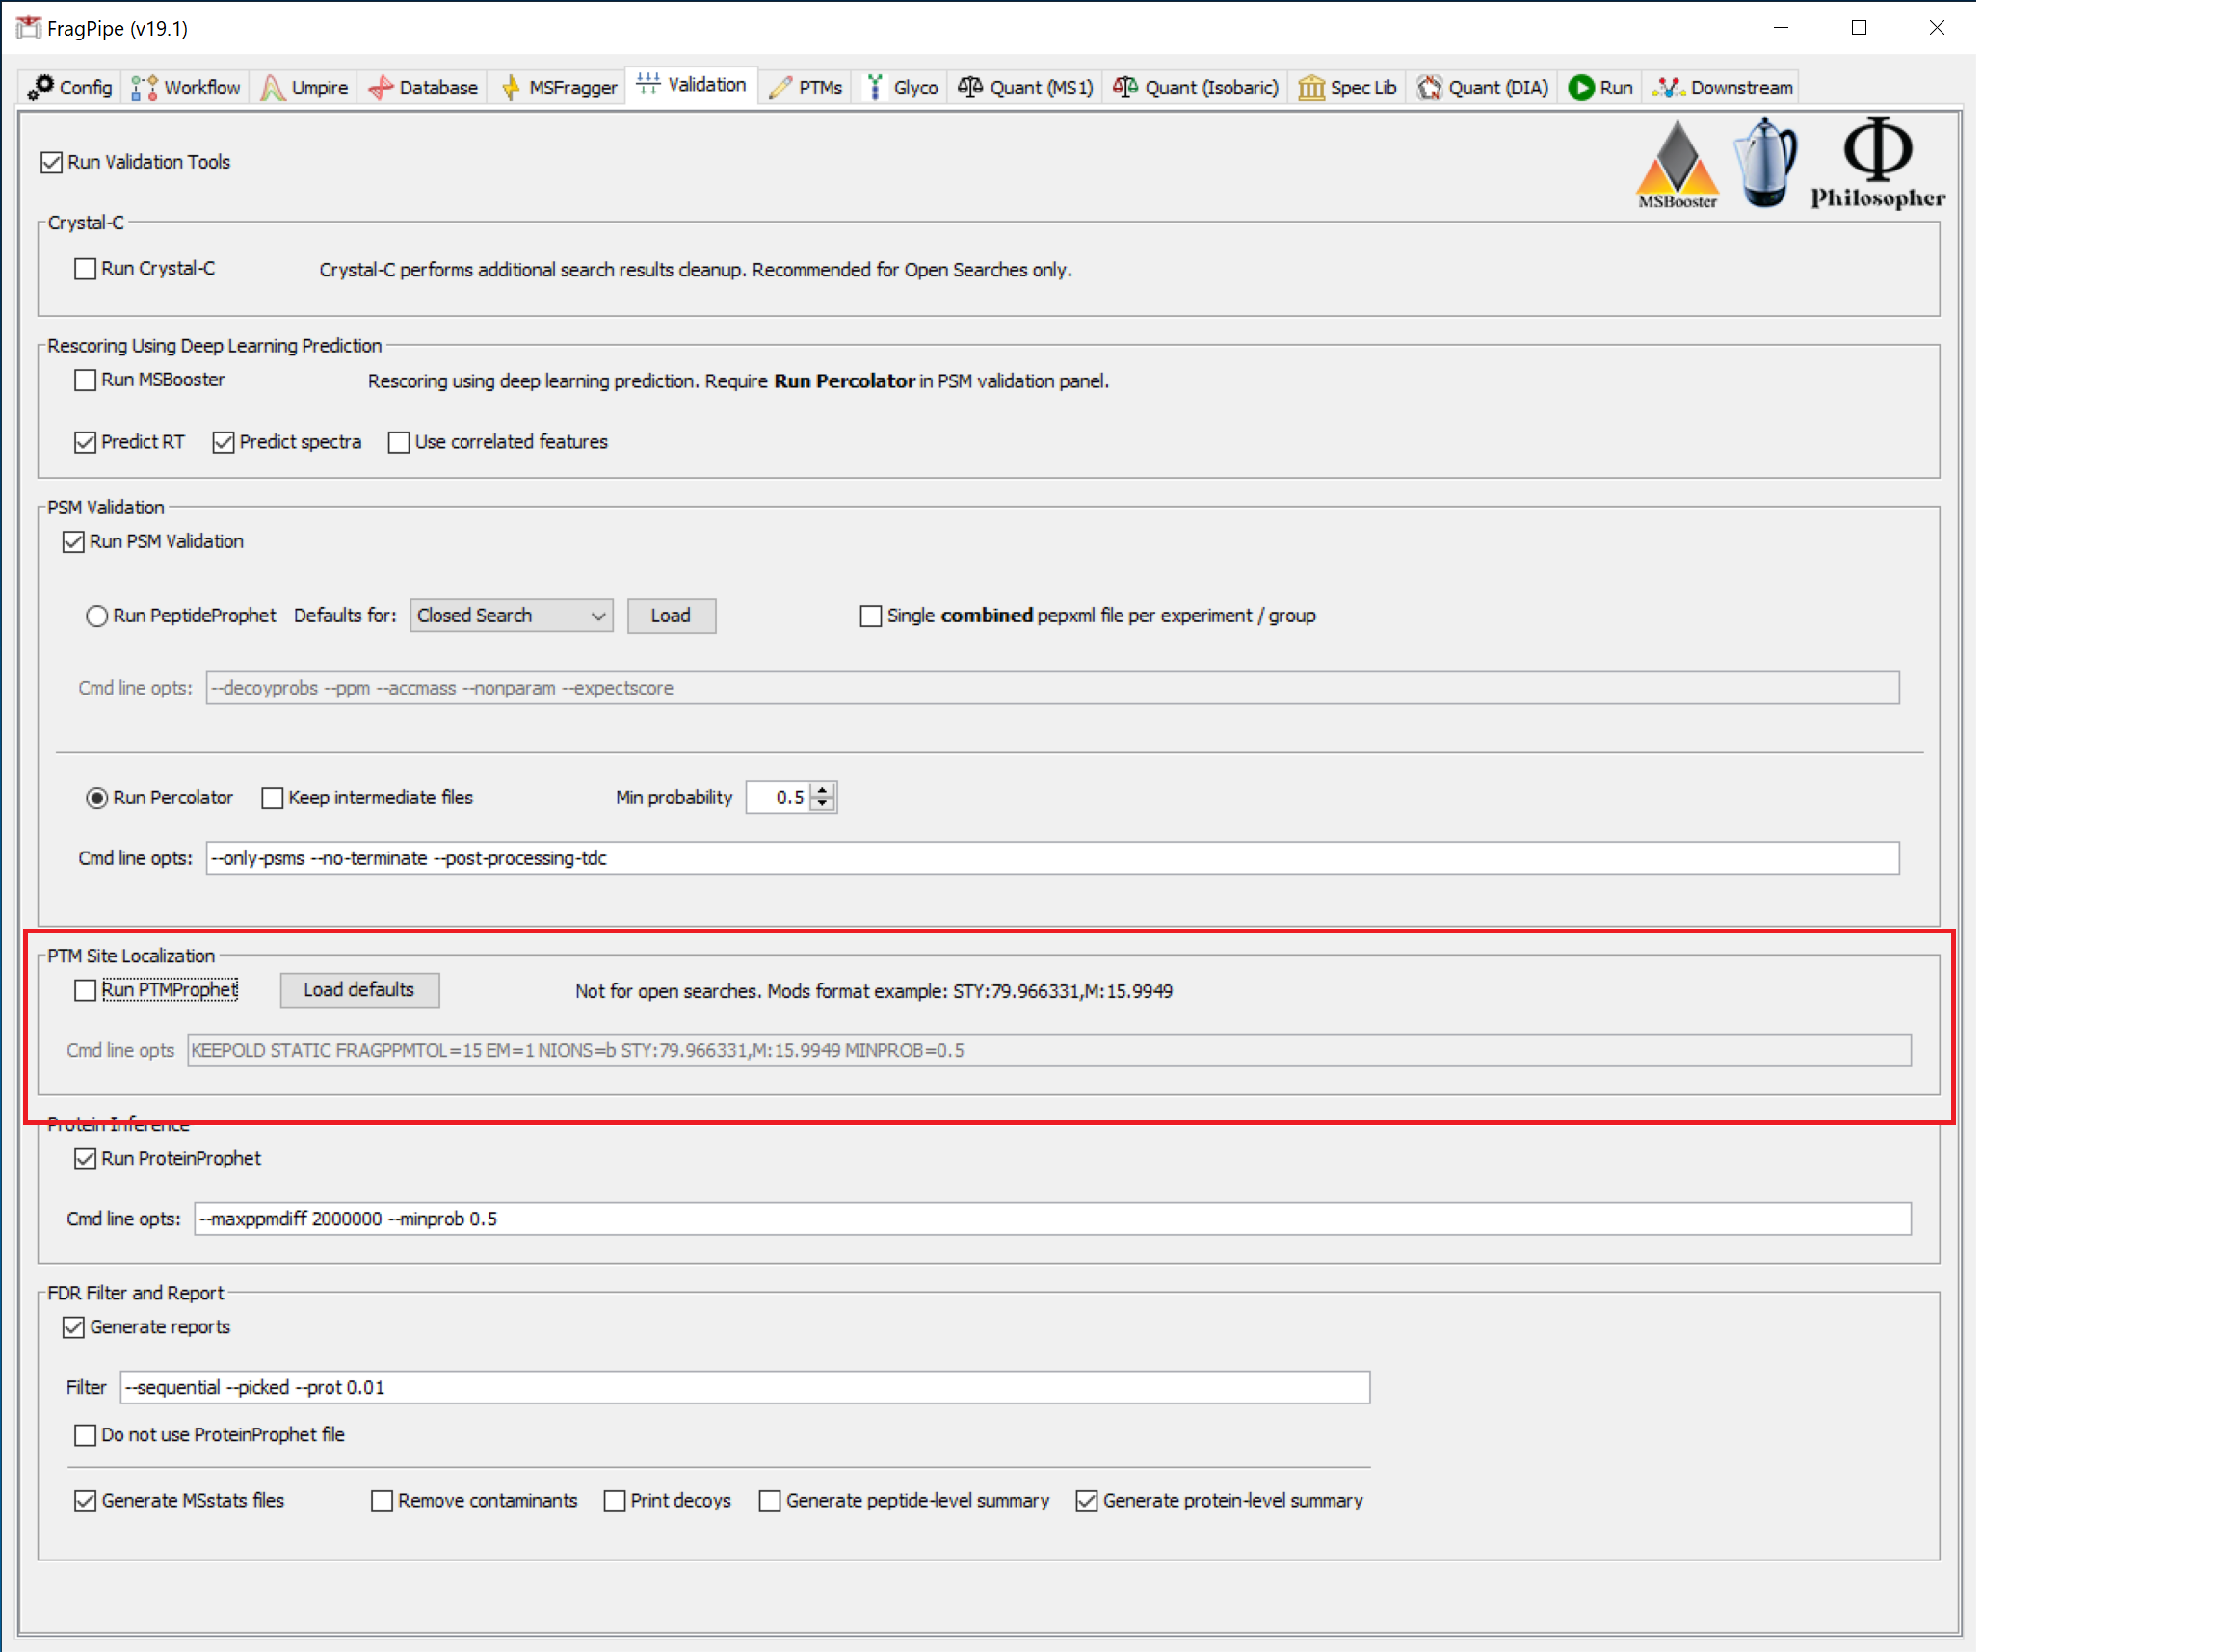 FragPipe (v19.1)
Config Workflow Umpire Database MSFragger Validation PTMs Glyco Quant (MS1) Quant (Isobaric) Spec Lib Quant (DIA) Run Downstream
Run Validation Tools
MSBooster Philosopher
Crystal-C
Run Crystal-C Crystal-C performs additional search results cleanup. Recommended for Open Searches only.
Rescoring Using Deep Learning Prediction
Run MSBooster Rescoring using deep learning prediction. Require Run Percolator in PSM validation panel.
Predict RT Predict spectra Use correlated features
PSM Validation
Run PSM Validation
Run PeptideProphet Defaults for: Closed Search Load Single combined pepxml file per experiment / group
Cmd line opts: --decoyprobs --ppm --accmass --nonparam --expectscore
Run Percolator Keep intermediate files Min probability 0.5
Cmd line opts: --only-psms --no-terminate --post-processing-tdc
PTM Site Localization
Run PTMProphet Load defaults Not for open searches. Mods format example: STY:79.966331,M:15.9949
Cmd line opts KEEPOLD STATIC FRAGPPMTOL=15 EM=1 NIONS=b STY:79.966331,M:15.9949 MINPROB=0.5
Protein Inference
Run ProteinProphet
Cmd line opts: --maxppmdiff 2000000 --minprob 0.5
FDR Filter and Report
Generate reports
Filter --sequential --picked --prot 0.01
Do not use ProteinProphet file
Generate MSstats files Remove contaminants Print decoys Generate peptide-level summary Generate protein-level summary